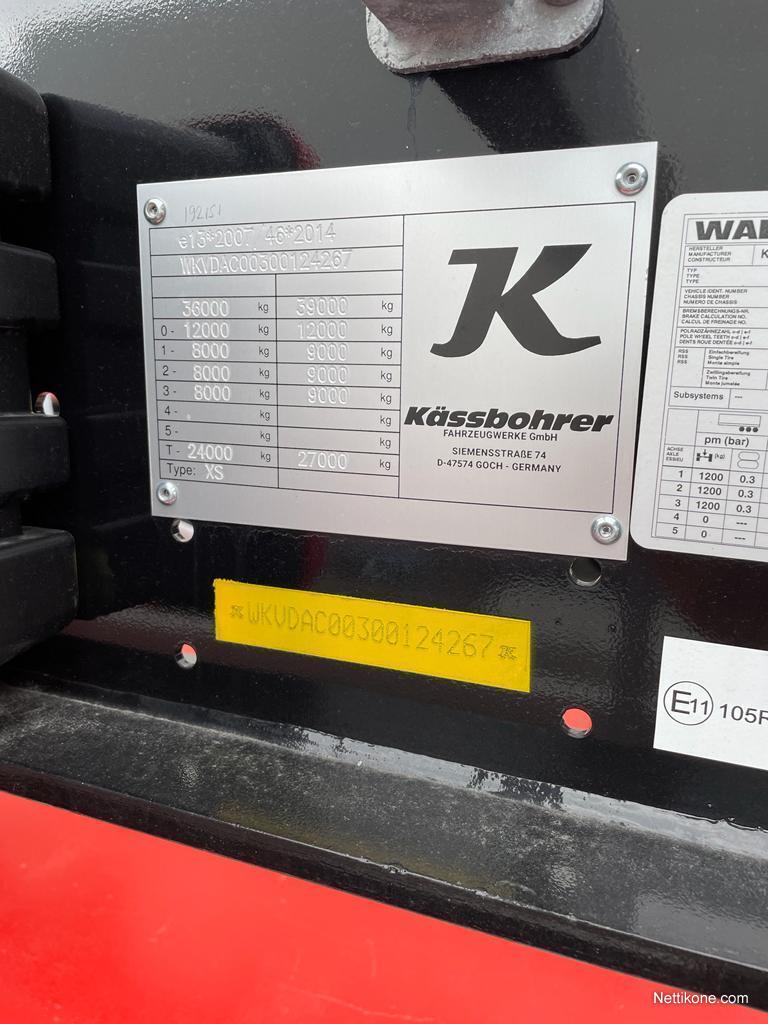 192151
e13*2007 46*2014
WKVDAC00300124267
36000 kg 39000 kg
0 - 12000 kg 12000 kg
1 - 8000 kg 9000 kg
2 - 8000 kg 9000 kg
3 - 8000 kg 9000 kg
4 - kg kg
5 - kg kg
T - 24000 kg 27000 kg
Type: XS
K
Kässbohrer
FAHRZEUGWERKE GmbH
SIEMENSSTRAßE 74
D-47574 GOCH - GERMANY
WKVDAC00300124267
WAB
HERSTELLER
MANUFACTURER
CONSTRUCTEUR
K
TYP
TYPE
TYPE
VEHICLE IDENT. NUMBER
CHASSIS NUMBER
NUMERO DE CHASSIS
BREMSBERECHNUNGS-NR.
BRAKE CALCULATION NO.
CALCUL DE FREINAGE NO.
POLRADZÄHNEZAHL c-d | e-f
POLE WHEEL TEETH c-d | e-f
DENTS ROUE DENTÉE c-d | e-f
RSS Einfachbereifung
RSS Single Tire
RSS Monte simple
Zwillingsbereifung
Twin Tire
Monte jumelée
Subsystems ---
pm (bar)
ACHSE
AXLE
ESSIEU
(kg)
1 1200 0.3
2 1200 0.3
3 1200 0.3
4 0 ---
5 0 ---
E11 105R
Nettikone.com